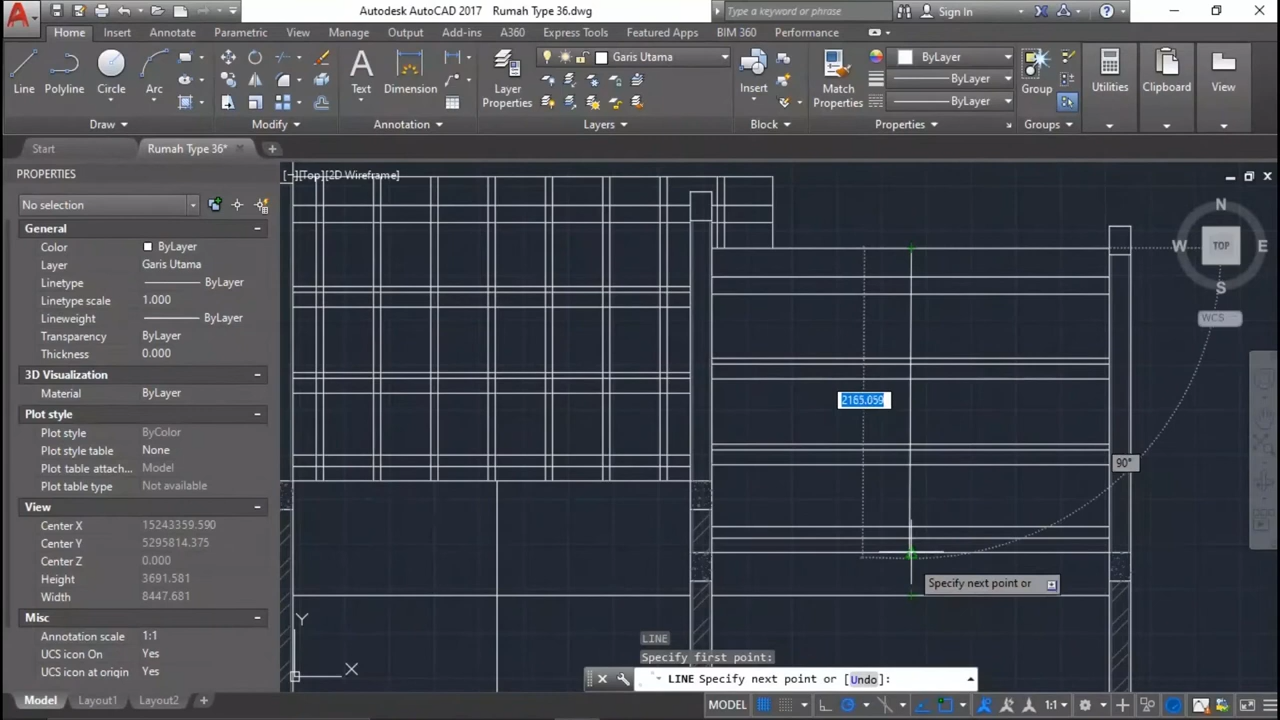 Autodesk AutoCAD 2017 Rumah Type 36.dwg
Type a keyword or phrase
Sign In
Home Insert Annotate Parametric View Manage Output Add-ins A360 Express Tools Featured Apps BIM 360 Performance
Garis Utama
ByLayer
ByLayer
ByLayer
Line Polyline Circle Arc
Text Dimension
Layer Properties
Insert
Match Properties
Group Utilities Clipboard View
Draw Modify Annotation Layers Block Properties Groups
Start Rumah Type 36*
PROPERTIES
[−][Top][2D Wireframe]
No selection
General
Color ByLayer
Layer Garis Utama
Linetype ByLayer
Linetype scale 1.000
Lineweight ByLayer
Transparency ByLayer
Thickness 0.000
3D Visualization
Material ByLayer
Plot style
Plot style ByColor
Plot style table None
Plot table attach... Model
Plot table type Not available
View
Center X 15243359.590
Center Y 5295814.375
Center Z 0.000
Height 3691.581
Width 8447.681
Misc
Annotation scale 1:1
UCS icon On Yes
UCS icon at origin Yes
N
W TOP E
S
WCS
2165.059
90°
Specify next point or
Y
X
LINE
Specify first point:
LINE Specify next point or [Undo]:
Model Layout1 Layout2 +
MODEL 1:1